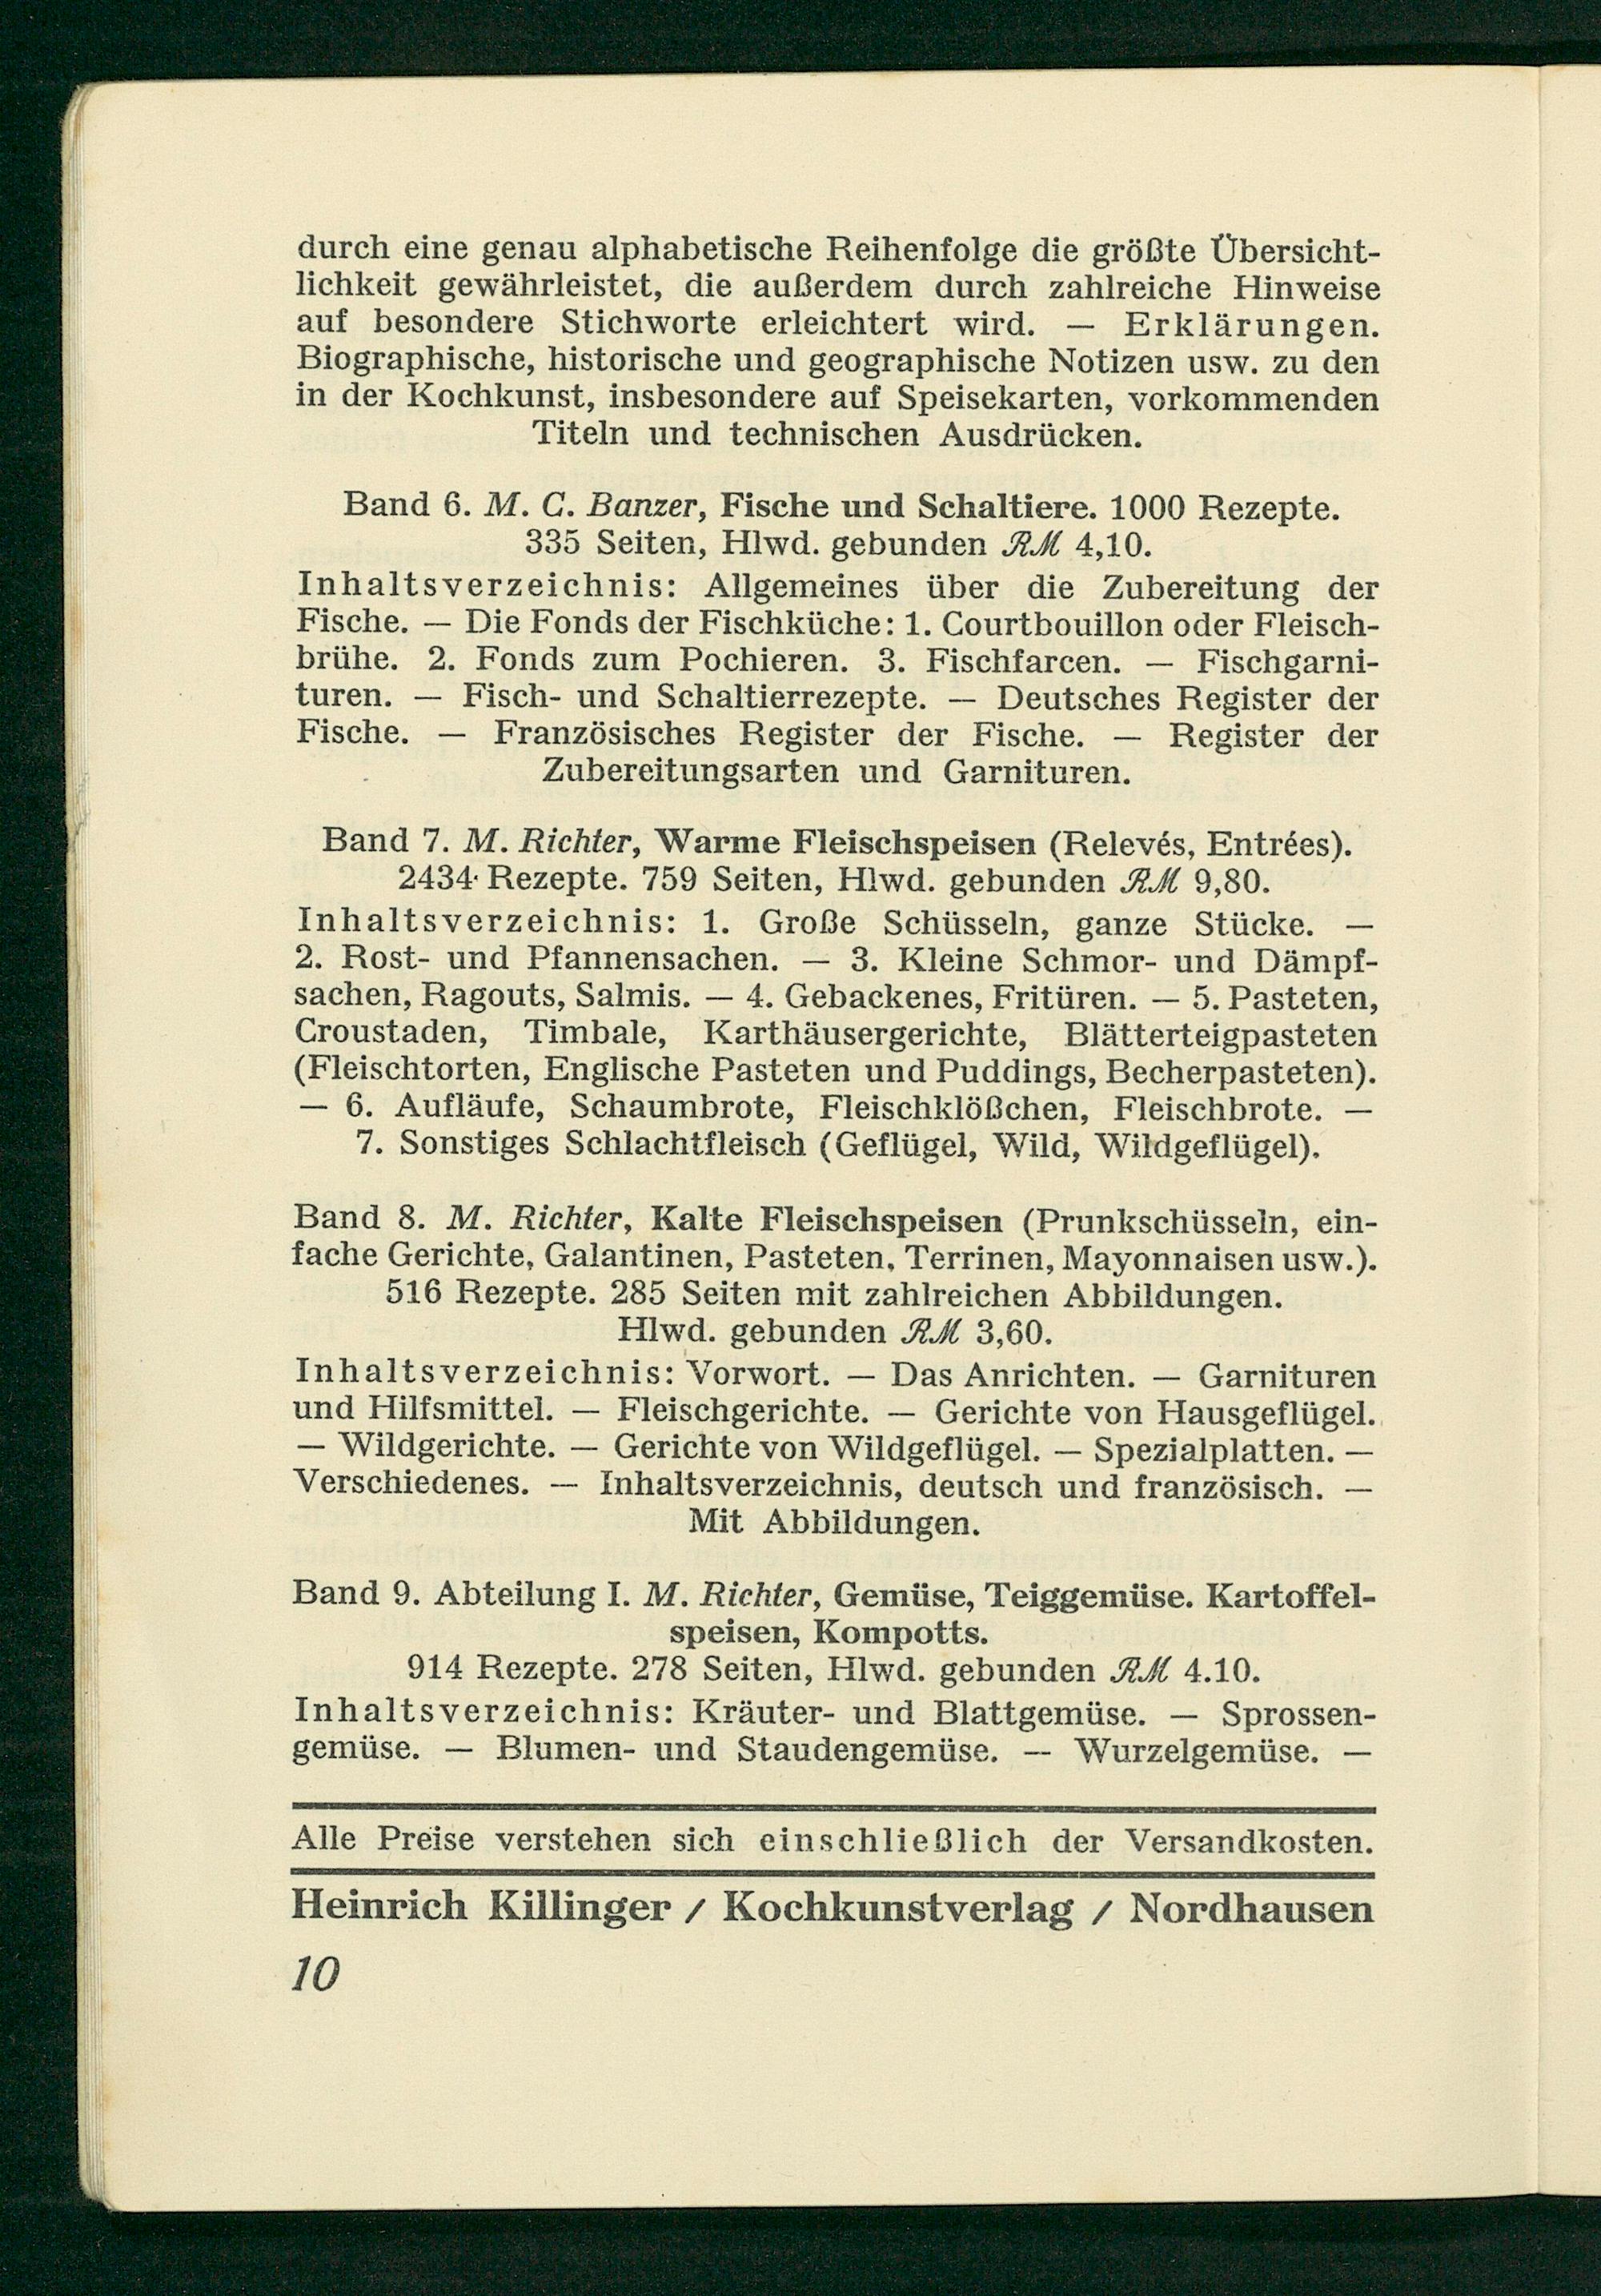 durch eine genau alphabetische Reihenfolge die größte Übersicht-
lichkeit gewährleistet, die außerdem durch zahlreiche Hinweise
auf besondere Stichworte erleichtert wird. — Erklärungen.
Biographische, historische und geographische Notizen usw. zu den
in der Kochkunst, insbesondere auf Speisekarten, vorkommenden
Titeln und technischen Ausdrücken.
Band 6. M. C. Banzer, Fische und Schaltiere. 1000 Rezepte.
335 Seiten, Hlwd. gebunden RM 4,10.
Inhaltsverzeichnis: Allgemeines über die Zubereitung der
Fische. — Die Fonds der Fischküche: 1. Courtbouillon oder Fleisch-
brühe. 2. Fonds zum Pochieren. 3. Fischfarcen. — Fischgarni-
turen. — Fisch- und Schaltierrezepte. — Deutsches Register der
Fische. — Französisches Register der Fische. — Register der
Zubereitungsarten und Garnituren.
Band 7. M. Richter, Warme Fleischspeisen (Relevés, Entrées).
2434 Rezepte. 759 Seiten, Hlwd. gebunden RM 9,80.
Inhaltsverzeichnis: 1. Große Schüsseln, ganze Stücke. —
2. Rost- und Pfannensachen. — 3. Kleine Schmor- und Dämpf-
sachen, Ragouts, Salmis. — 4. Gebackenes, Fritüren. — 5. Pasteten,
Croustaden, Timbale, Karthäusergerichte, Blätterteigpasteten
(Fleischtorten, Englische Pasteten und Puddings, Becherpasteten).
— 6. Aufläufe, Schaumbrote, Fleischklößchen, Fleischbrote. —
7. Sonstiges Schlachtfleisch (Geflügel, Wild, Wildgeflügel).
Band 8. M. Richter, Kalte Fleischspeisen (Prunkschüsseln, ein-
fache Gerichte, Galantinen, Pasteten, Terrinen, Mayonnaisen usw.).
516 Rezepte. 285 Seiten mit zahlreichen Abbildungen.
Hlwd. gebunden RM 3,60.
Inhaltsverzeichnis: Vorwort. — Das Anrichten. — Garnituren
und Hilfsmittel. — Fleischgerichte. — Gerichte von Hausgeflügel.
— Wildgerichte. — Gerichte von Wildgeflügel. — Spezialplatten. —
Verschiedenes. — Inhaltsverzeichnis, deutsch und französisch. —
Mit Abbildungen.
Band 9. Abteilung I. M. Richter, Gemüse, Teiggemüse. Kartoffel-
speisen, Kompotts.
914 Rezepte. 278 Seiten, Hlwd. gebunden RM 4.10.
Inhaltsverzeichnis: Kräuter- und Blattgemüse. — Sprossen-
gemüse. — Blumen- und Staudengemüse. — Wurzelgemüse. —
Alle Preise verstehen sich einschließlich der Versandkosten.
Heinrich Killinger / Kochkunstverlag / Nordhausen
10